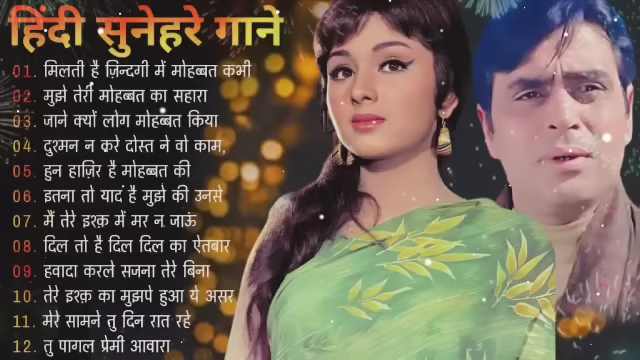 हिंदी सुनेहरे गाने
01. मिलती है ज़िन्दगी में मोहब्बत कभी
02. मुझे तेरी मोहब्बत का सहारा
03. जाने क्यों लोग मोहब्बत किया
04. दुश्मन न करे दोस्त ने वो काम,
05. हुन हाज़िर है मोहब्बत की
06. इतना तो याद है मुझे की उनसे
07. मैं तेरे इश्क़ में मर न जाऊं
08. दिल तो है दिल दिल का ऐतबार
09. हवादा करले सजना तेरे बिना
10. तेरे इश्क़ का मुझपे हुआ ये असर
11. मेरे सामने तु दिन रात रहे
12. तु पागल प्रेमी आवारा